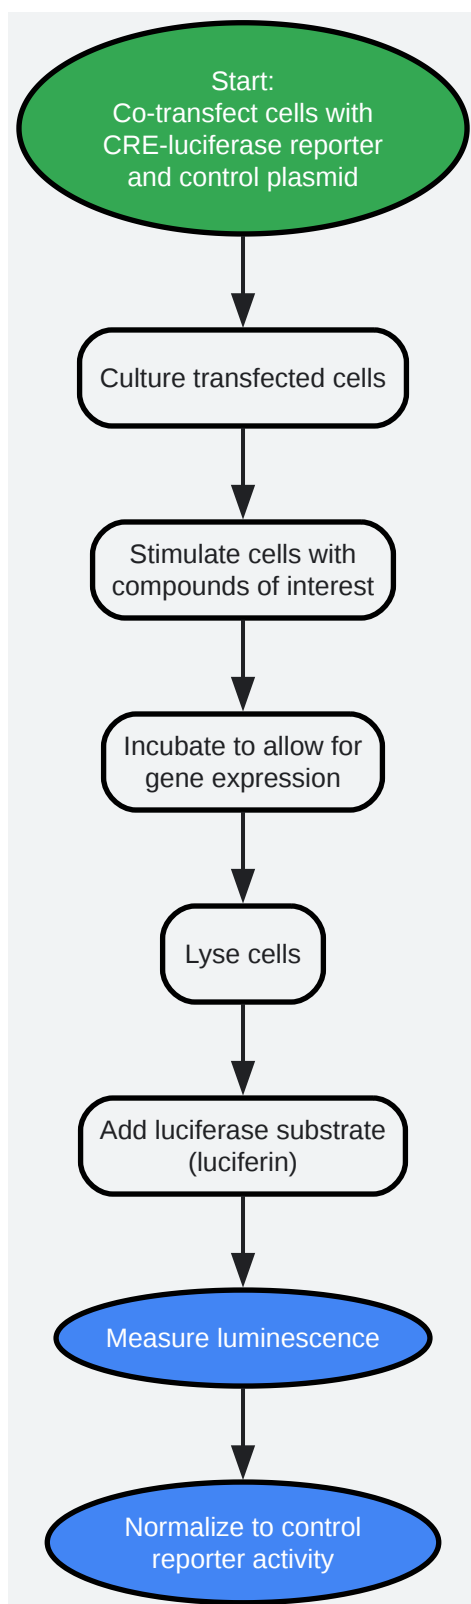 Start:
Co-transfect cells with
CRE-luciferase reporter
and control plasmid
Culture transfected cells
Stimulate cells with
compounds of interest
Incubate to allow for
gene expression
Lyse cells
Add luciferase substrate
(luciferin)
Measure luminescence
Normalize to control
reporter activity